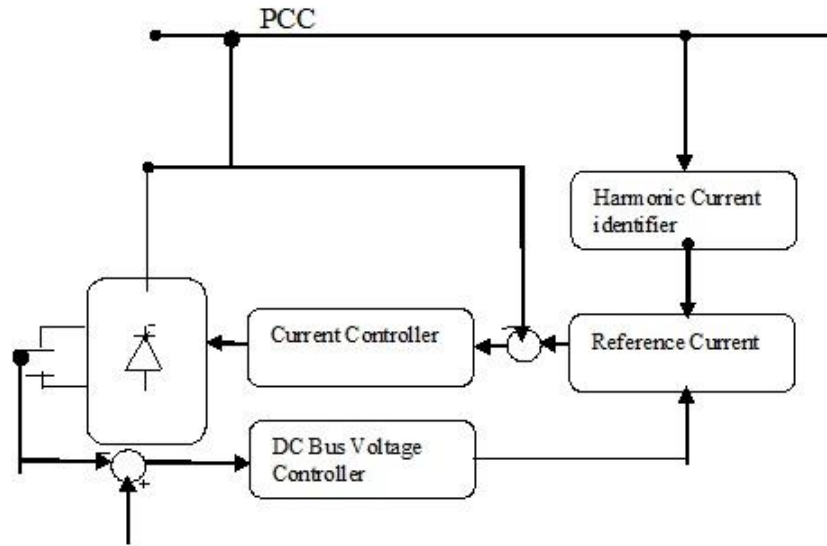 PCC
Harmonic Current
identifier
Current Controller
Reference Current
DC Bus Voltage
Controller
-
-
+